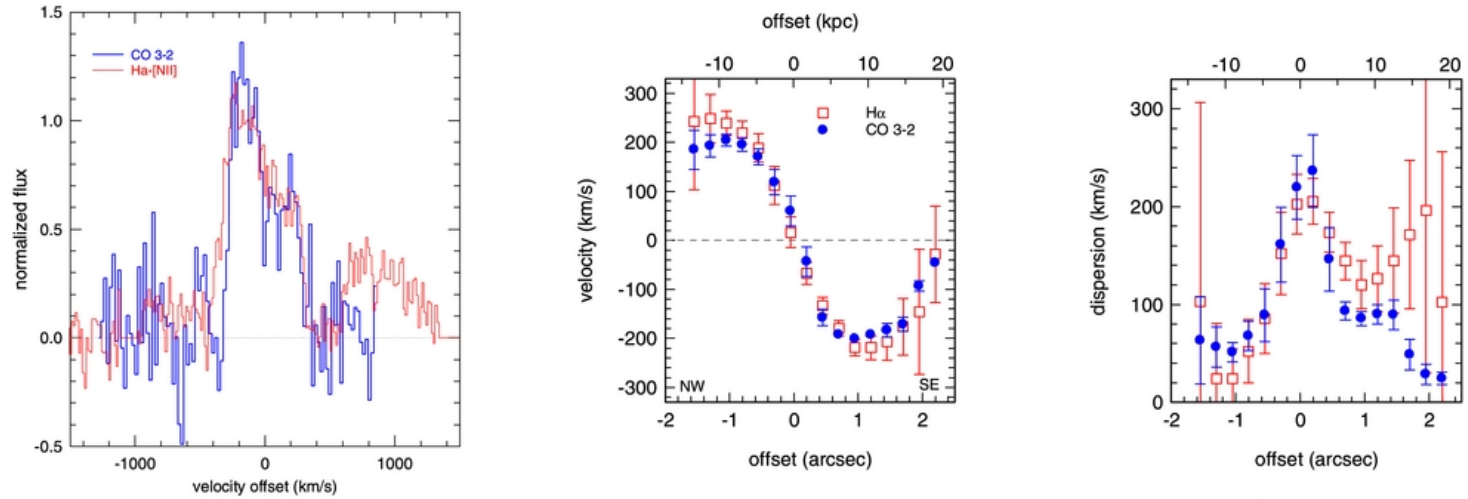 1.5
1.0
0.5
0.0
-0.5
CO 3-2
Ha-[NII]
normalized flux
-1000
0
1000
velocity offset (km/s)
offset (kpc)
-10
0
10
20
300
200
100
0
-100
-200
-300
Hα
CO 3-2
velocity (km/s)
NW
SE
-2
-1
0
1
2
offset (arcsec)
offset (kpc)
-10
0
10
20
300
200
100
0
dispersion (km/s)
-2
-1
0
1
2
offset (arcsec)